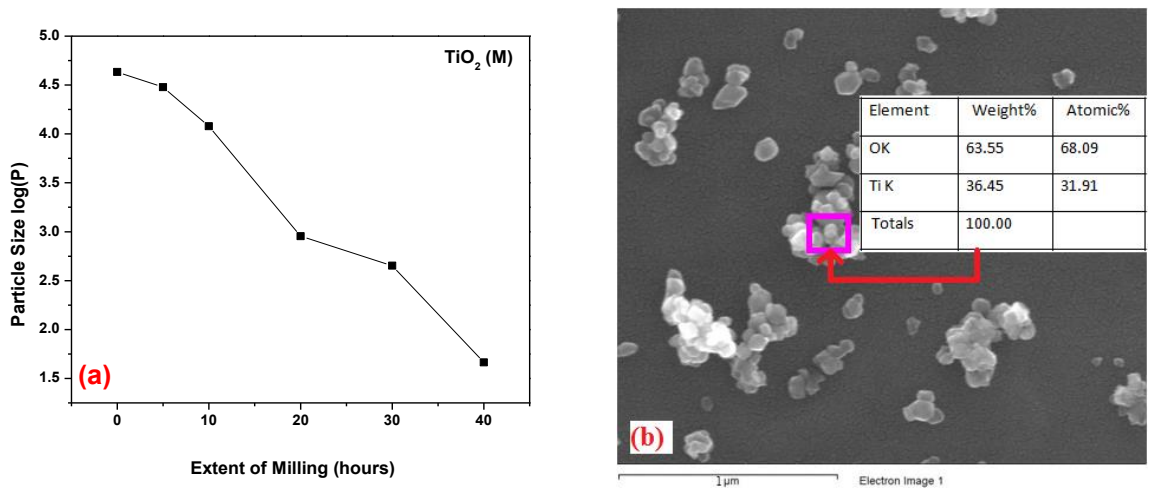 TiO2 (M)
5.0
4.5
4.0
3.5
3.0
2.5
2.0
1.5
Particle Size log(P)
(a)
0 10 20 30 40
Extent of Milling (hours)
Element Weight% Atomic%
OK 63.55 68.09
Ti K 36.45 31.91
Totals 100.00
(b)
1µm Electron Image 1